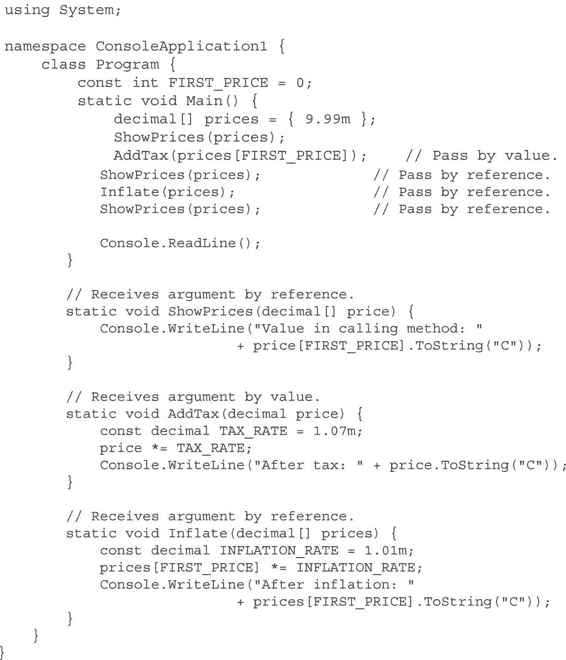 using System;

namespace ConsoleApplication1 {
    class Program {
        const int FIRST_PRICE = 0;
        static void Main() {
            decimal[] prices = { 9.99m };
            ShowPrices(prices);
            AddTax(prices[FIRST_PRICE]);    // Pass by value.
            ShowPrices(prices);             // Pass by reference.
            Inflate(prices);                // Pass by reference.
            ShowPrices(prices);             // Pass by reference.

            Console.ReadLine();
        }

        // Receives argument by reference.
        static void ShowPrices(decimal[] price) {
            Console.WriteLine("Value in calling method: "
                            + price[FIRST_PRICE].ToString("C"));
        }

        // Receives argument by value.
        static void AddTax(decimal price) {
            const decimal TAX_RATE = 1.07m;
            price *= TAX_RATE;
            Console.WriteLine("After tax: " + price.ToString("C"));
        }

        // Receives argument by reference.
        static void Inflate(decimal[] prices) {
            const decimal INFLATION_RATE = 1.01m;
            prices[FIRST_PRICE] *= INFLATION_RATE;
            Console.WriteLine("After inflation: "
                            + prices[FIRST_PRICE].ToString("C"));
        }
    }
}